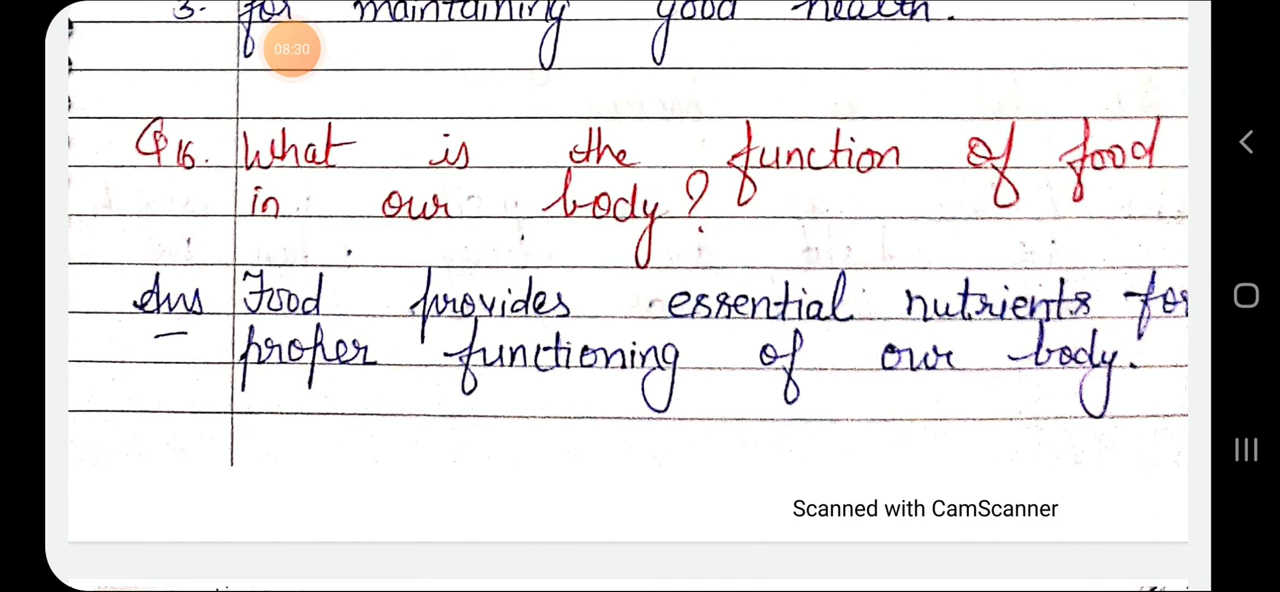 3. for maintaining good health.
08:30
Q16. What is the function of food
in our body?
Ans Food provides essential nutrients for
proper functioning of our body.
Scanned with CamScanner